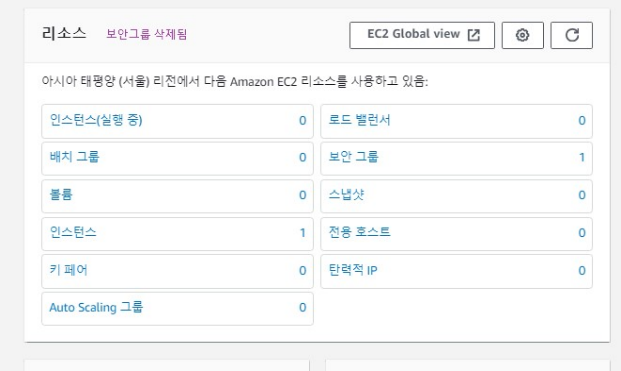 리소스 보안그룹 삭제됨 EC2 Global view
아시아 태평양 (서울) 리전에서 다음 Amazon EC2 리소스를 사용하고 있음:
인스턴스(실행 중) 0 로드 밸런서 0
배치 그룹 0 보안 그룹 1
볼륨 0 스냅샷 0
인스턴스 1 전용 호스트 0
키 페어 0 탄력적 IP 0
Auto Scaling 그룹 0